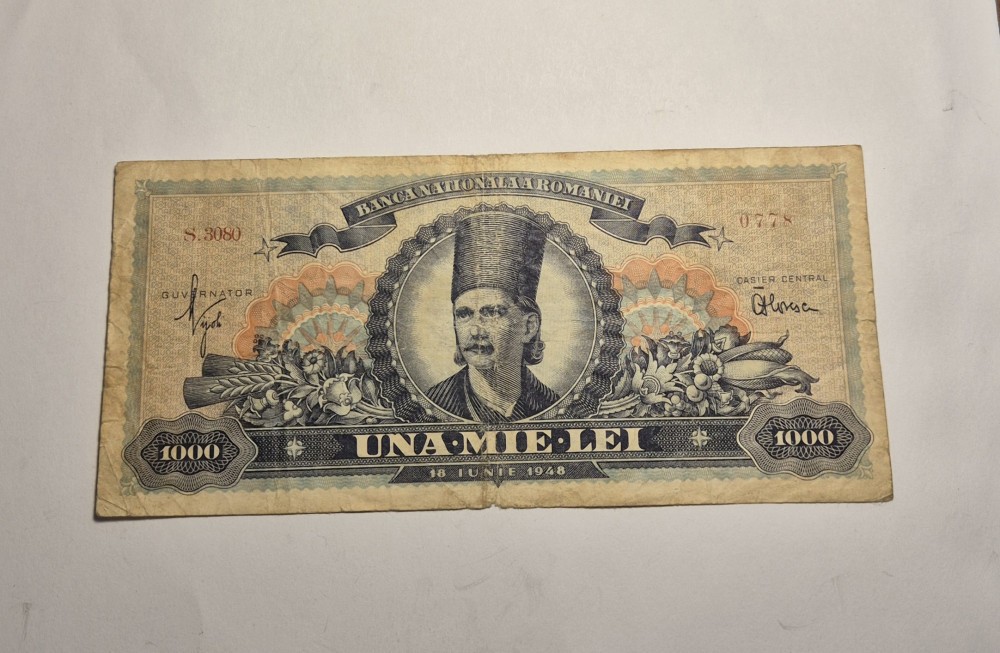 BANCA NATIONALA A ROMANIEI
S. 3080
0778
GUVERNATOR
CASIER CENTRAL
UNA·MIE·LEI
1000
1000
18 IUNIE 1948